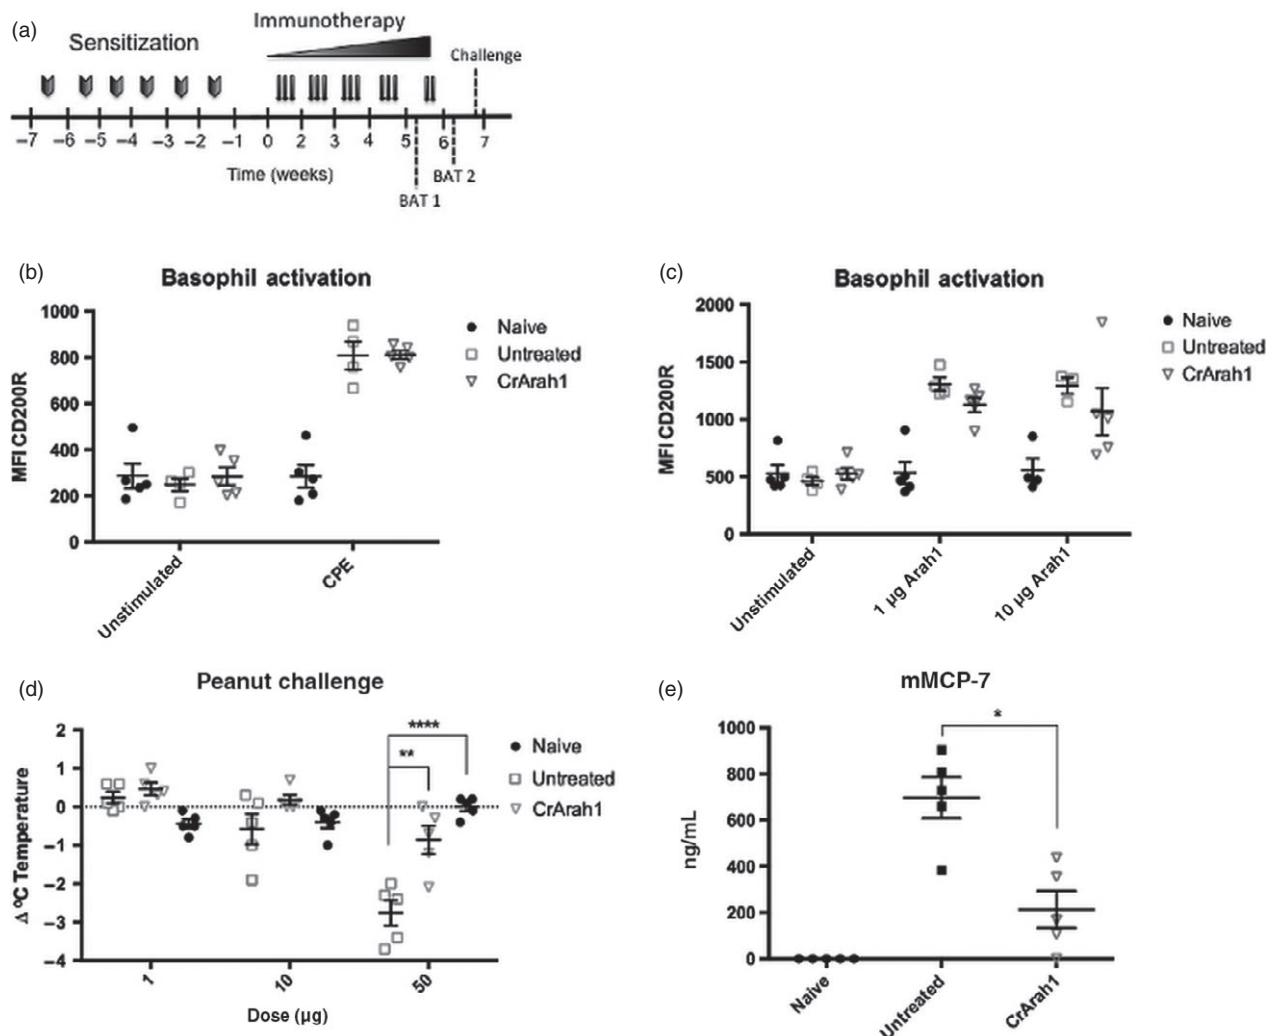 (a)
Immunotherapy
Sensitization
Challenge
–7 –6 –5 –4 –3 –2 –1 0 2 3 4 5 6 7
Time (weeks)
BAT 2
BAT 1
(b)
Basophil activation
1000
800
600
400
200
0
MFI CD200R
Naive
Untreated
CrArah1
Unstimulated
CPE
(c)
Basophil activation
2000
1500
1000
500
0
MFI CD200R
Naive
Untreated
CrArah1
Unstimulated
1 µg Arah1
10 µg Arah1
(d)
Peanut challenge
2
1
0
–1
–2
–3
–4
Δ ºC Temperature
****
**
Naive
Untreated
CrArah1
1
10
50
Dose (µg)
(e)
mMCP-7
1000
800
600
400
200
0
ng/mL
*
Naive
Untreated
CrArah1